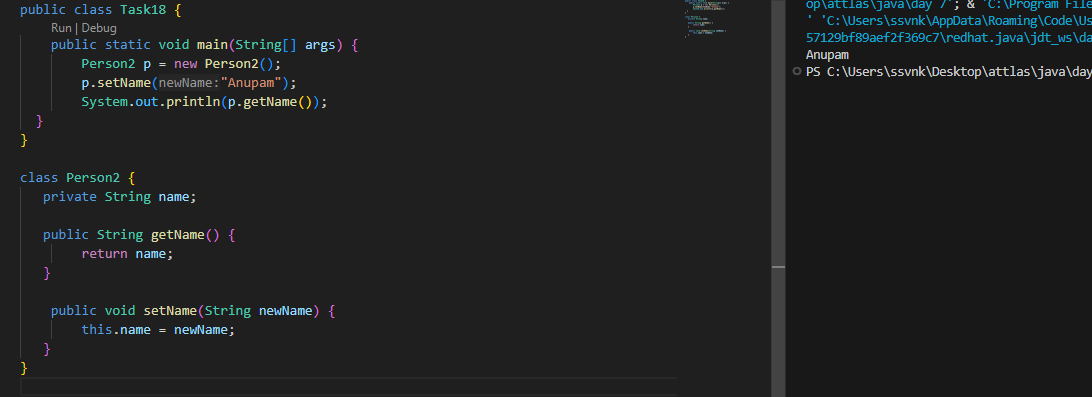 public class Task18 {
Run | Debug
public static void main(String[] args) {
Person2 p = new Person2();
p.setName(newName:"Anupam");
System.out.println(p.getName());
}
}
class Person2 {
private String name;
public String getName() {
return name;
}
public void setName(String newName) {
this.name = newName;
}
}
op\attlas\java\day 7'; & 'C:\Program File
' 'C:\Users\ssvnk\AppData\Roaming\Code\Us
57129bf89aef2f369c7\redhat.java\jdt_ws\da
Anupam
PS C:\Users\ssvnk\Desktop\attlas\java\day